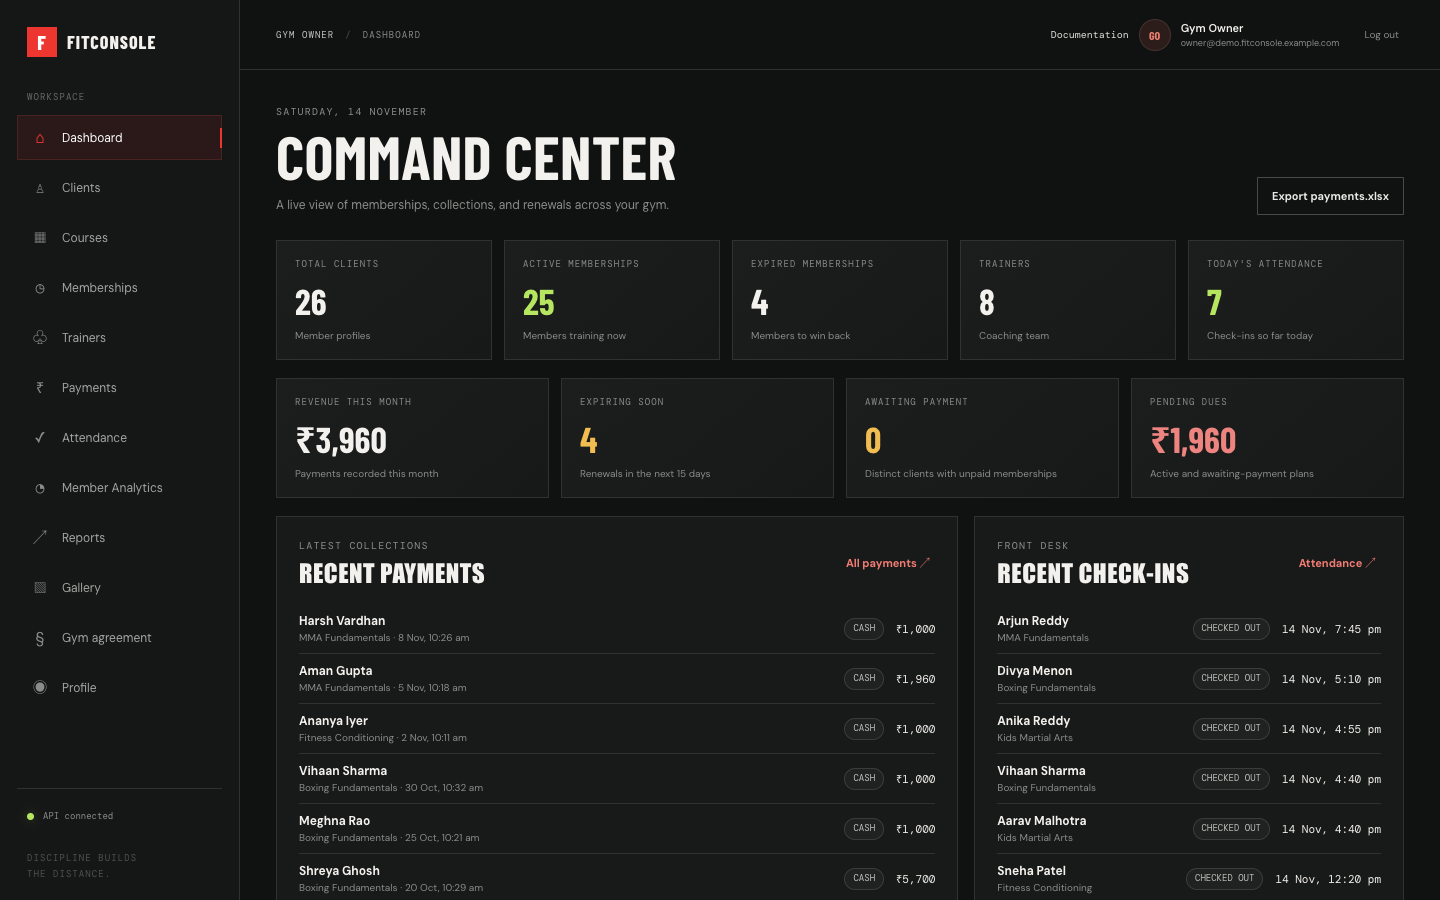 F FITCONSOLE
WORKSPACE
Dashboard
Clients
Courses
Memberships
Trainers
₹ Payments
Attendance
Member Analytics
Reports
Gallery
§ Gym agreement
Profile
API connected
DISCIPLINE BUILDS
THE DISTANCE.
GYM OWNER / DASHBOARD
Documentation
GO
Gym Owner
owner@demo.fitconsole.example.com
Log out
SATURDAY, 14 NOVEMBER
COMMAND CENTER
A live view of memberships, collections, and renewals across your gym.
Export payments.xlsx
TOTAL CLIENTS
26
Member profiles
ACTIVE MEMBERSHIPS
25
Members training now
EXPIRED MEMBERSHIPS
4
Members to win back
TRAINERS
8
Coaching team
TODAY'S ATTENDANCE
7
Check-ins so far today
REVENUE THIS MONTH
₹3,960
Payments recorded this month
EXPIRING SOON
4
Renewals in the next 15 days
AWAITING PAYMENT
0
Distinct clients with unpaid memberships
PENDING DUES
₹1,960
Active and awaiting-payment plans
LATEST COLLECTIONS
RECENT PAYMENTS
All payments ↗
Harsh Vardhan
MMA Fundamentals · 8 Nov, 10:26 am
CASH ₹1,000
Aman Gupta
MMA Fundamentals · 5 Nov, 10:18 am
CASH ₹1,960
Ananya Iyer
Fitness Conditioning · 2 Nov, 10:11 am
CASH ₹1,000
Vihaan Sharma
Boxing Fundamentals · 30 Oct, 10:32 am
CASH ₹1,000
Meghna Rao
Boxing Fundamentals · 25 Oct, 10:21 am
CASH ₹1,000
Shreya Ghosh
Boxing Fundamentals · 20 Oct, 10:29 am
CASH ₹5,700
FRONT DESK
RECENT CHECK-INS
Attendance ↗
Arjun Reddy
MMA Fundamentals
CHECKED OUT 14 Nov, 7:45 pm
Divya Menon
Boxing Fundamentals
CHECKED OUT 14 Nov, 5:10 pm
Anika Reddy
Kids Martial Arts
CHECKED OUT 14 Nov, 4:55 pm
Vihaan Sharma
Boxing Fundamentals
CHECKED OUT 14 Nov, 4:40 pm
Aarav Malhotra
Kids Martial Arts
CHECKED OUT 14 Nov, 4:40 pm
Sneha Patel
Fitness Conditioning
CHECKED OUT 14 Nov, 12:20 pm